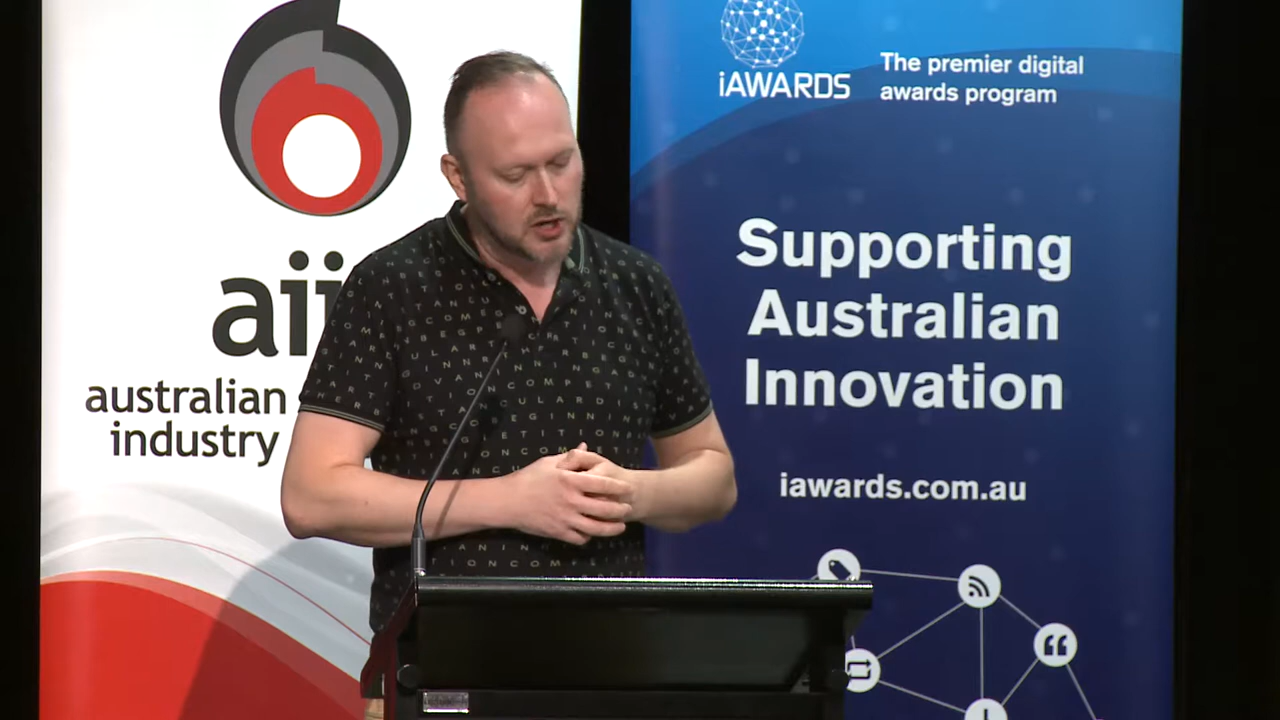 aii
australian
industry
iAWARDS
The premier digital
awards program
Supporting
Australian
Innovation
iawards.com.au